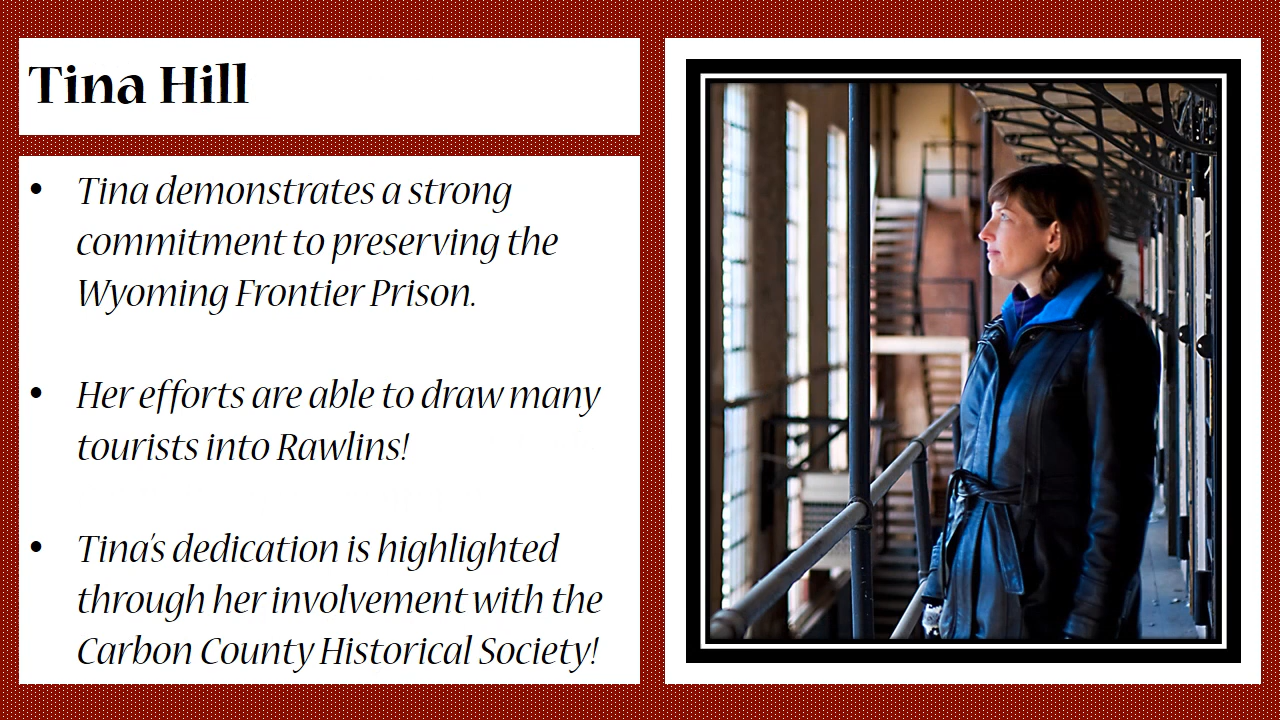 Tina Hill
• Tina demonstrates a strong
commitment to preserving the
Wyoming Frontier Prison.
• Her efforts are able to draw many
tourists into Rawlins!
• Tina's dedication is highlighted
through her involvement with the
Carbon County Historical Society!